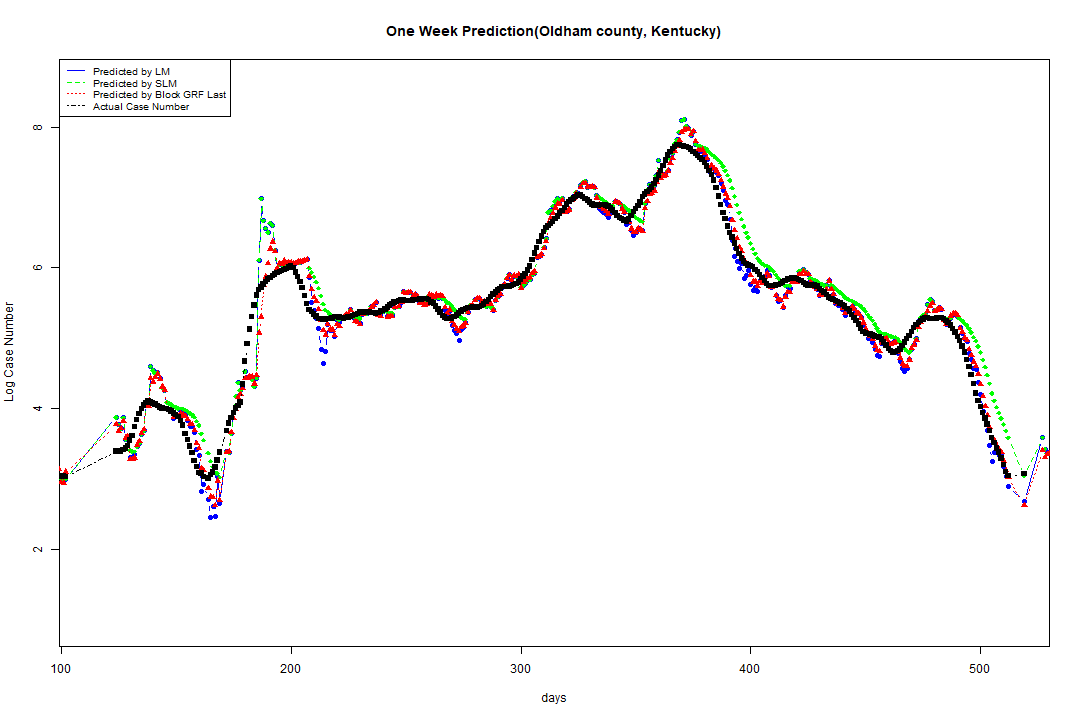 One Week Prediction(Oldham county, Kentucky)
Predicted by LM
Predicted by SLM
Predicted by Block GRF Last
Actual Case Number
Log Case Number
8
6
4
2
100 200 300 400 500
days